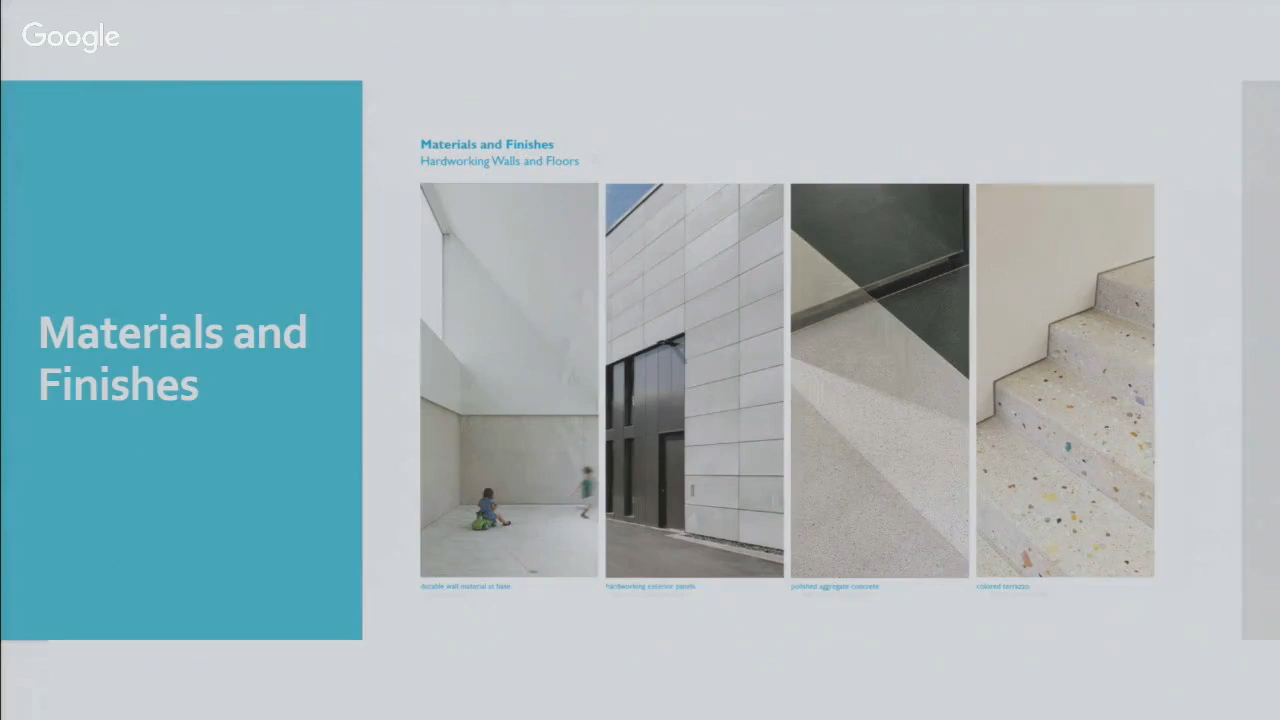 Google
Materials and
Finishes
Materials and Finishes
Hardworking Walls and Floors
durable wall material at base
hardworking exterior panels
polished aggregate concrete
colored terrazzo